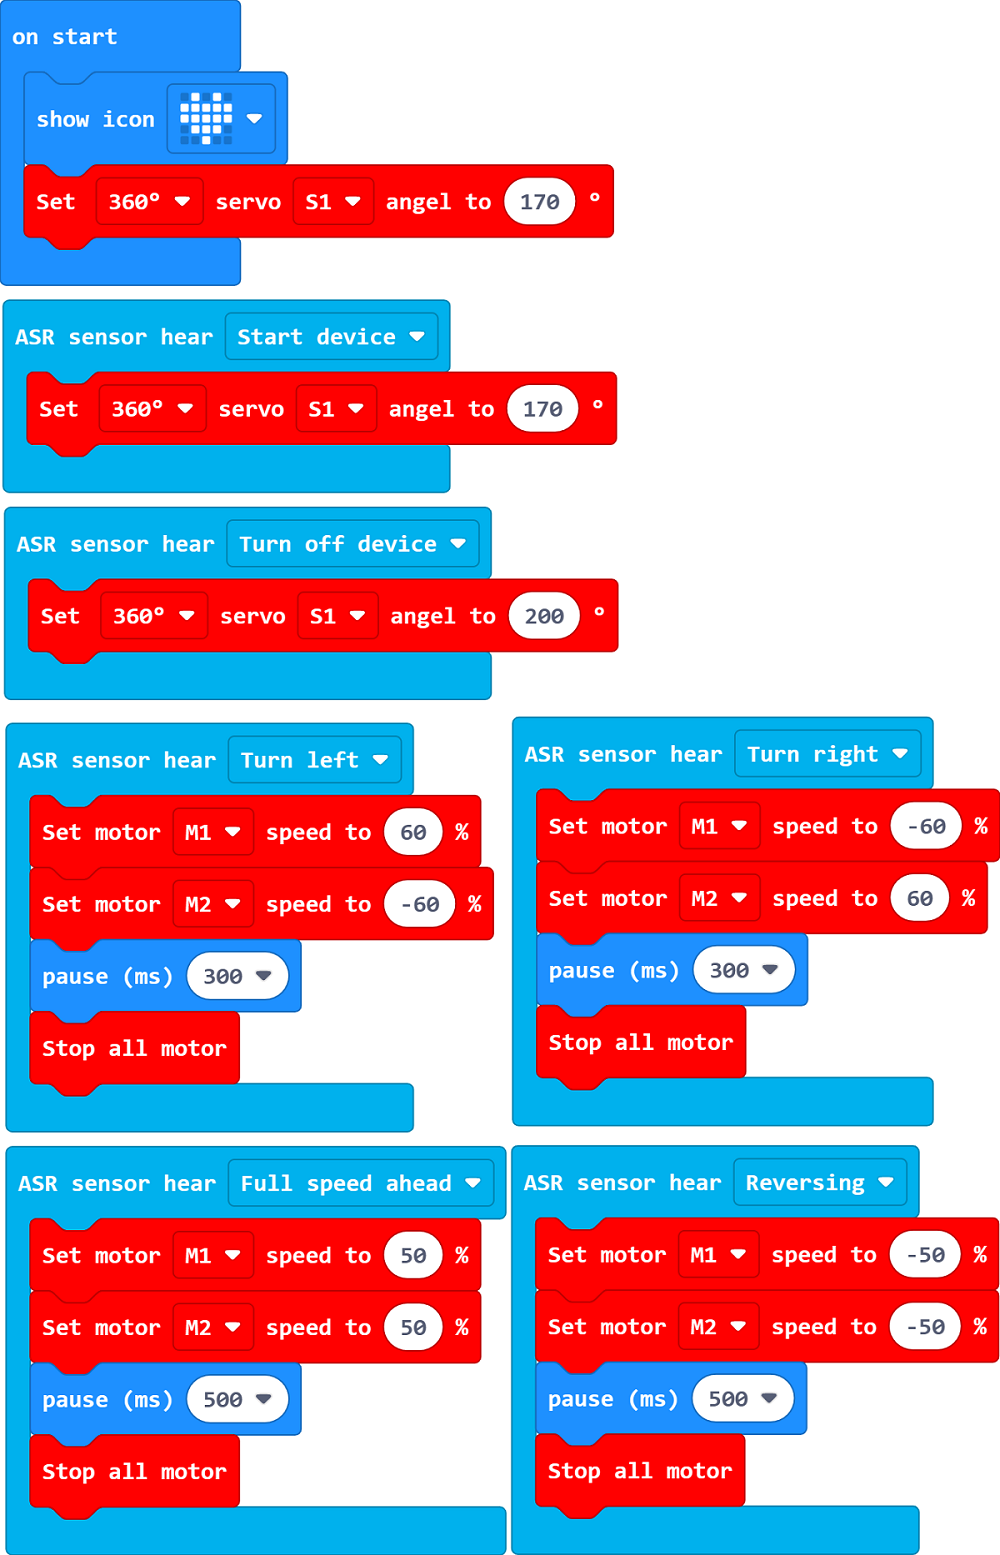 on start
show icon
Set 360° servo S1 angel to 170 °
ASR sensor hear Start device
Set 360° servo S1 angel to 170 °
ASR sensor hear Turn off device
Set 360° servo S1 angel to 200 °
ASR sensor hear Turn left
Set motor M1 speed to 60 %
Set motor M2 speed to -60 %
pause (ms) 300
Stop all motor
ASR sensor hear Turn right
Set motor M1 speed to -60 %
Set motor M2 speed to 60 %
pause (ms) 300
Stop all motor
ASR sensor hear Full speed ahead
Set motor M1 speed to 50 %
Set motor M2 speed to 50 %
pause (ms) 500
Stop all motor
ASR sensor hear Reversing
Set motor M1 speed to -50 %
Set motor M2 speed to -50 %
pause (ms) 500
Stop all motor